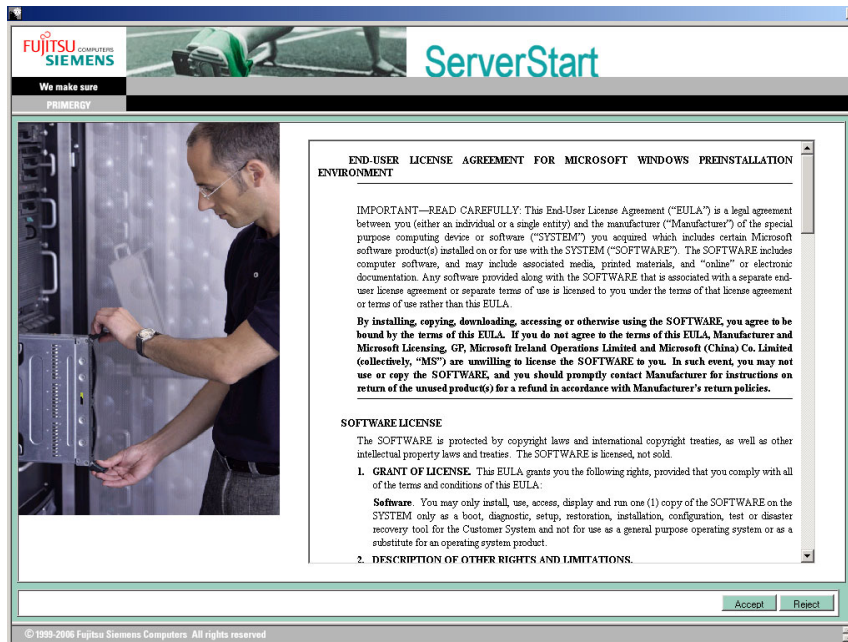 FUJITSU COMPUTERS
SIEMENS
ServerStart
We make sure
PRIMERGY
END-USER LICENSE AGREEMENT FOR MICROSOFT WINDOWS PREINSTALLATION
ENVIRONMENT
IMPORTANT—READ CAREFULLY: This End-User License Agreement (“EULA”) is a legal agreement
between you (either an individual or a single entity) and the manufacturer (“Manufacturer”) of the special
purpose computing device or software (“SYSTEM”) you acquired which includes certain Microsoft
software product(s) installed on or for use with the SYSTEM (“SOFTWARE”). The SOFTWARE includes
computer software, and may include associated media, printed materials, and “online” or electronic
documentation. Any software provided along with the SOFTWARE that is associated with a separate end-
user license agreement or separate terms of use is licensed to you under the terms of that license agreement
or terms of use rather than this EULA.
By installing, copying, downloading, accessing or otherwise using the SOFTWARE, you agree to be
bound by the terms of this EULA. If you do not agree to the terms of this EULA, Manufacturer and
Microsoft Licensing, GP, Microsoft Ireland Operations Limited and Microsoft (China) Co. Limited
(collectively, “MS”) are unwilling to license the SOFTWARE to you. In such event, you may not
use or copy the SOFTWARE, and you should promptly contact Manufacturer for instructions on
return of the unused product(s) for a refund in accordance with Manufacturer’s return policies.
SOFTWARE LICENSE
The SOFTWARE is protected by copyright laws and international copyright treaties, as well as other
intellectual property laws and treaties. The SOFTWARE is licensed, not sold.
1. GRANT OF LICENSE. This EULA grants you the following rights, provided that you comply with all
of the terms and conditions of this EULA:
Software. You may only install, use, access, display and run one (1) copy of the SOFTWARE on the
SYSTEM only as a boot, diagnostic, setup, restoration, installation, configuration, test or disaster
recovery tool for the Customer System and not for use as a general purpose operating system or as a
substitute for an operating system product.
2. DESCRIPTION OF OTHER RIGHTS AND LIMITATIONS.
Accept Reject
© 1999-2006 Fujitsu Siemens Computers All rights reserved